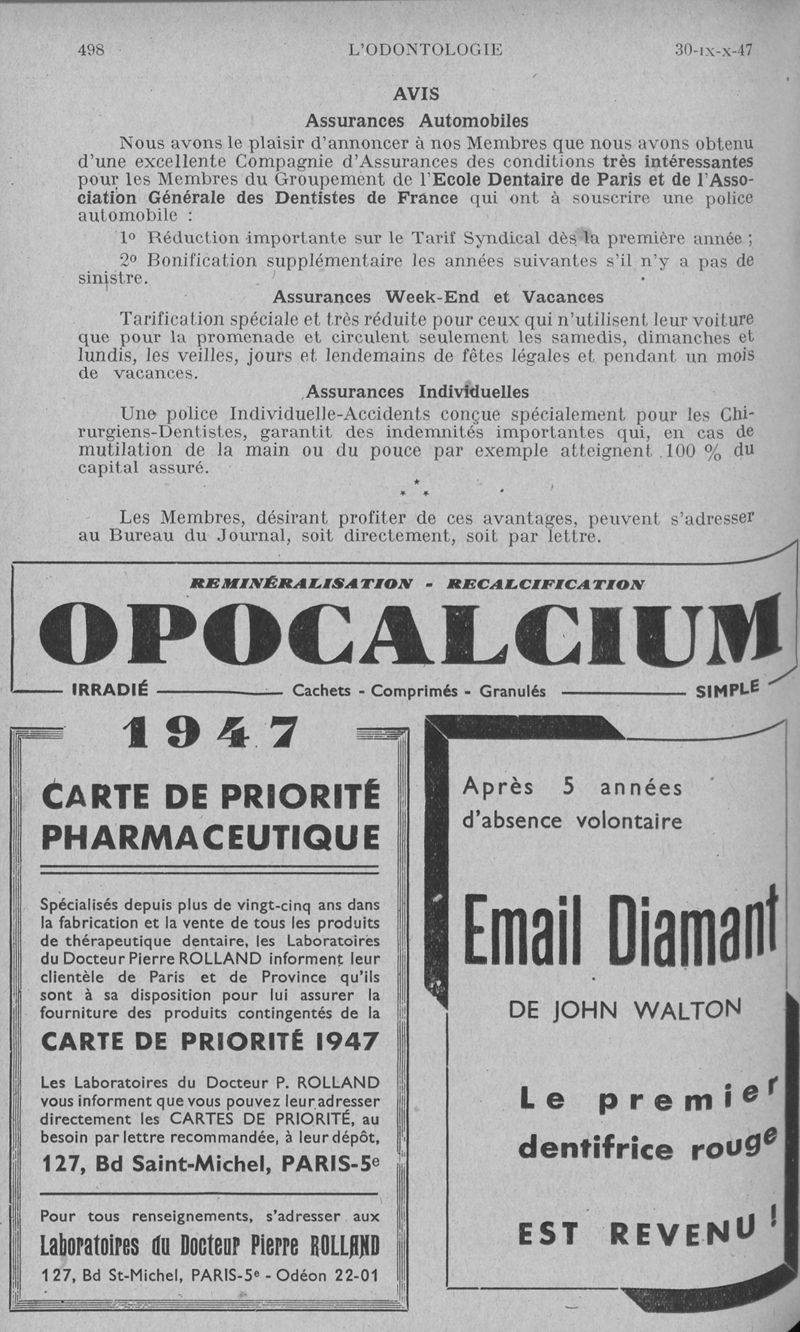 498 L'ODONTOLOGIE 30-IX-X-47
AVIS
Assurances Automobiles
Nous avons le plaisir d'annoncer à nos Membres que nous avons obtenu
d'une excellente Compagnie d'Assurances des conditions très intéressantes
pour les Membres du Groupement de l'Ecole Dentaire de Paris et de l'Asso-
ciation Générale des Dentistes de France qui ont à souscrire une police
automobile :
1º Réduction importante sur le Tarif Syndical dès la première année ;
2º Bonification supplémentaire les années suivantes s'il n'y a pas de
sinistre.
Assurances Week-End et Vacances
Tarification spéciale et très réduite pour ceux qui n'utilisent leur voiture
que pour la promenade et circulent seulement les samedis, dimanches et
lundis, les veilles, jours et lendemains de fêtes légales et pendant un mois
de vacances.
Assurances Individuelles
Une police Individuelle-Accidents conçue spécialement pour les Chi-
rurgiens-Dentistes, garantit des indemnités importantes qui, en cas de
mutilation de la main ou du pouce par exemple atteignent 100 % du
capital assuré.
*
* *
Les Membres, désirant profiter de ces avantages, peuvent s'adresser
au Bureau du Journal, soit directement, soit par lettre.
REMINÉRALISATION - RECALCIFICATION
OPOCALCIUM
IRRADIÉ Cachets - Comprimés - Granulés SIMPLE
1947
CARTE DE PRIORITÉ
PHARMACEUTIQUE
Spécialisés depuis plus de vingt-cinq ans dans
la fabrication et la vente de tous les produits
de thérapeutique dentaire, les Laboratoires
du Docteur Pierre ROLLAND informent leur
clientèle de Paris et de Province qu'ils
sont à sa disposition pour lui assurer la
fourniture des produits contingentés de la
CARTE DE PRIORITÉ 1947
Les Laboratoires du Docteur P. ROLLAND
vous informent que vous pouvez leur adresser
directement les CARTES DE PRIORITÉ, au
besoin par lettre recommandée, à leur dépôt,
127, Bd Saint-Michel, PARIS-5e
Pour tous renseignements, s'adresser aux
Laboratoires du Docteur Pierre ROLLAND
127, Bd St-Michel, PARIS-5e - Odéon 22-01
Après 5 années
d'absence volontaire
Email Diamant
DE JOHN WALTON
Le premier
dentifrice rouge
EST REVENU !